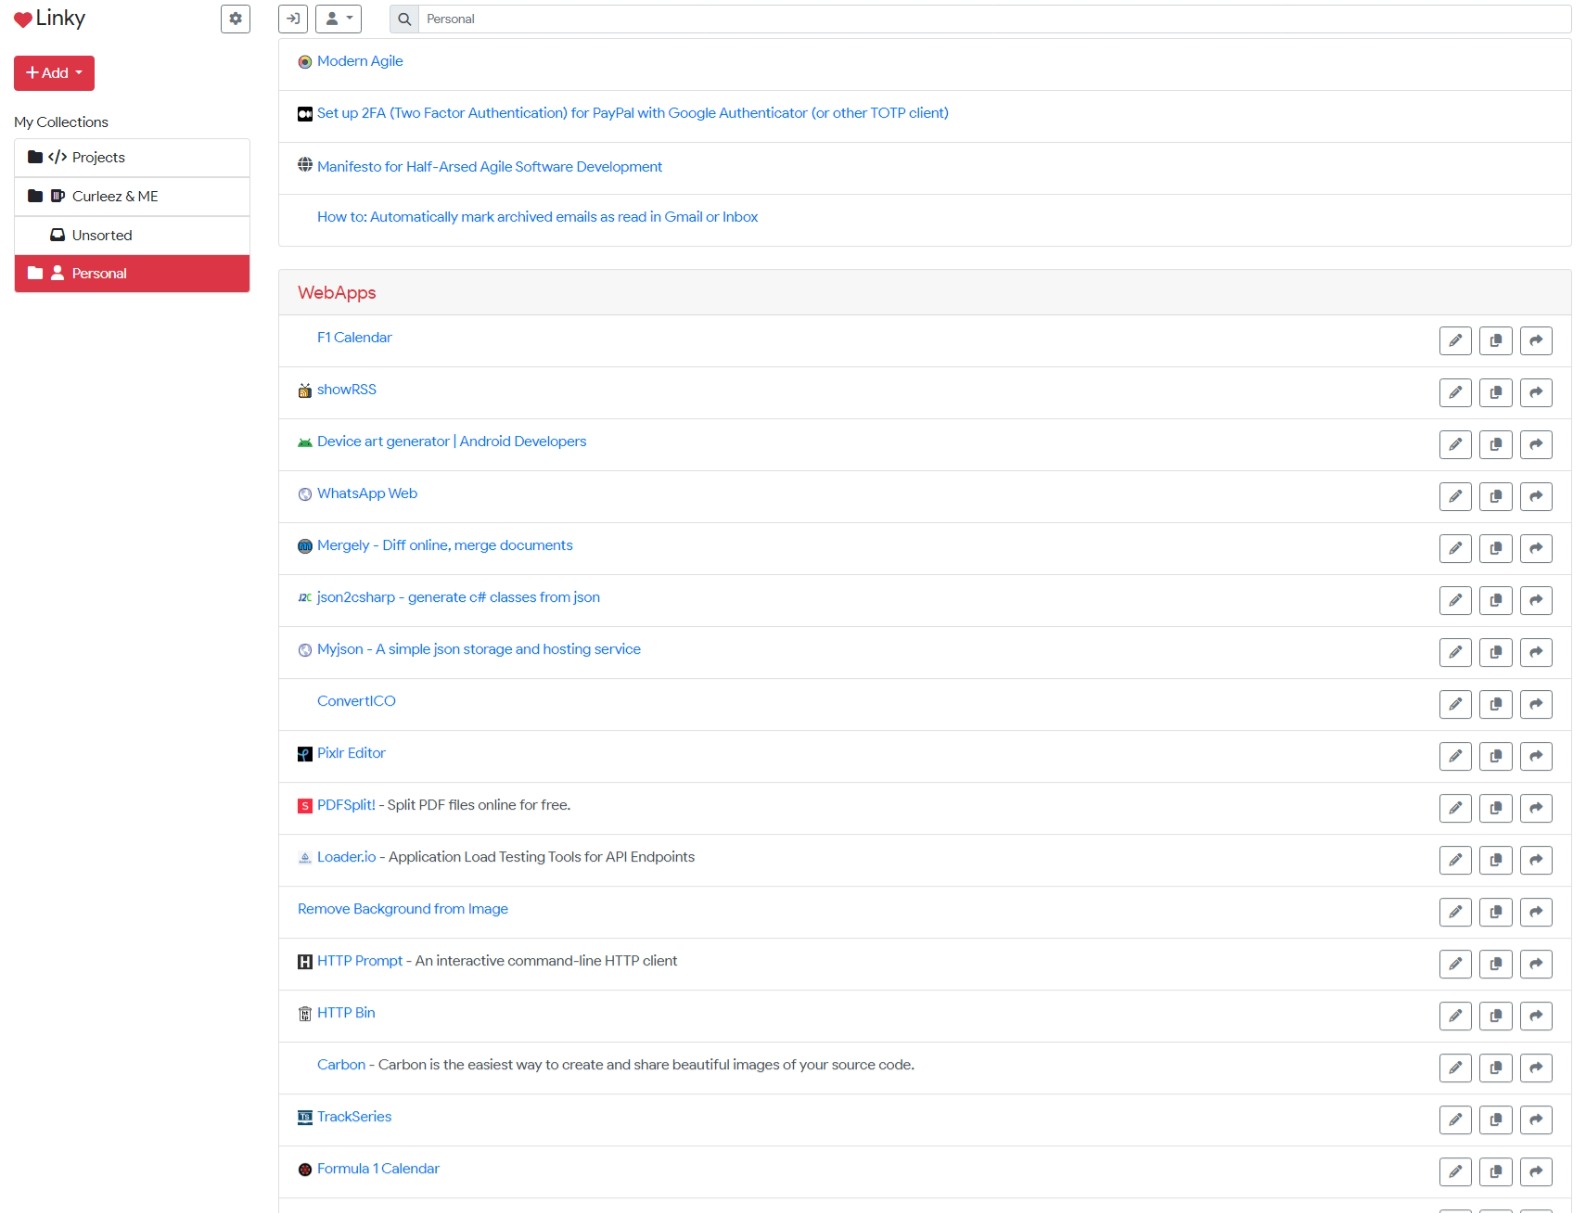 Linky
Personal
Add
My Collections
Projects
Curleez & ME
Unsorted
Personal
Modern Agile
Set up 2FA (Two Factor Authentication) for PayPal with Google Authenticator (or other TOTP client)
Manifesto for Half-Arsed Agile Software Development
How to: Automatically mark archived emails as read in Gmail or Inbox
WebApps
F1 Calendar
showRSS
Device art generator | Android Developers
WhatsApp Web
Mergely - Diff online, merge documents
J2C json2csharp - generate c# classes from json
Myjson - A simple json storage and hosting service
ConvertICO
Pixlr Editor
S PDFSplit! - Split PDF files online for free.
Loader.io - Application Load Testing Tools for API Endpoints
Remove Background from Image
H HTTP Prompt - An interactive command-line HTTP client
HTTP Bin
Carbon - Carbon is the easiest way to create and share beautiful images of your source code.
TS TrackSeries
Formula 1 Calendar